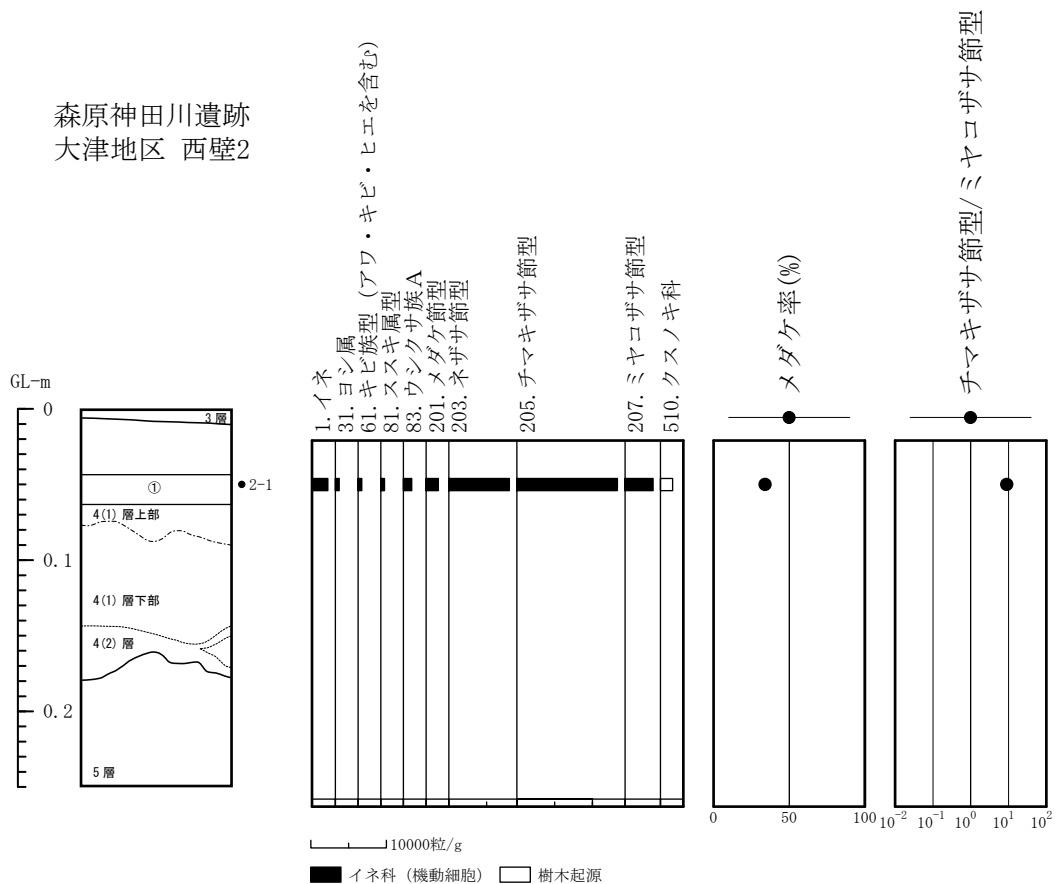 森原神田川遺跡
大津地区 西壁2
GL-m
0
0.1
0.2
3層
①
4(1)層上部
4(1)層下部
4(2)層
5層
2-1
1. イネ
31. ヨシ属
61. キビ族型 (アワ・キビ・ヒエを含む)
81. ススキ属型
83. ウシクサ族A
201. メダケ節型
203. ネザサ節型
205. チマキザサ節型
207. ミヤコザサ節型
510. クスノキ科
メダケ率(%)
チマキザサ節型/ミヤコザサ節型
0 50 100
10⁻² 10⁻¹ 10⁰ 10¹ 10²
10000粒/g
イネ科 (機動細胞) 樹木起源